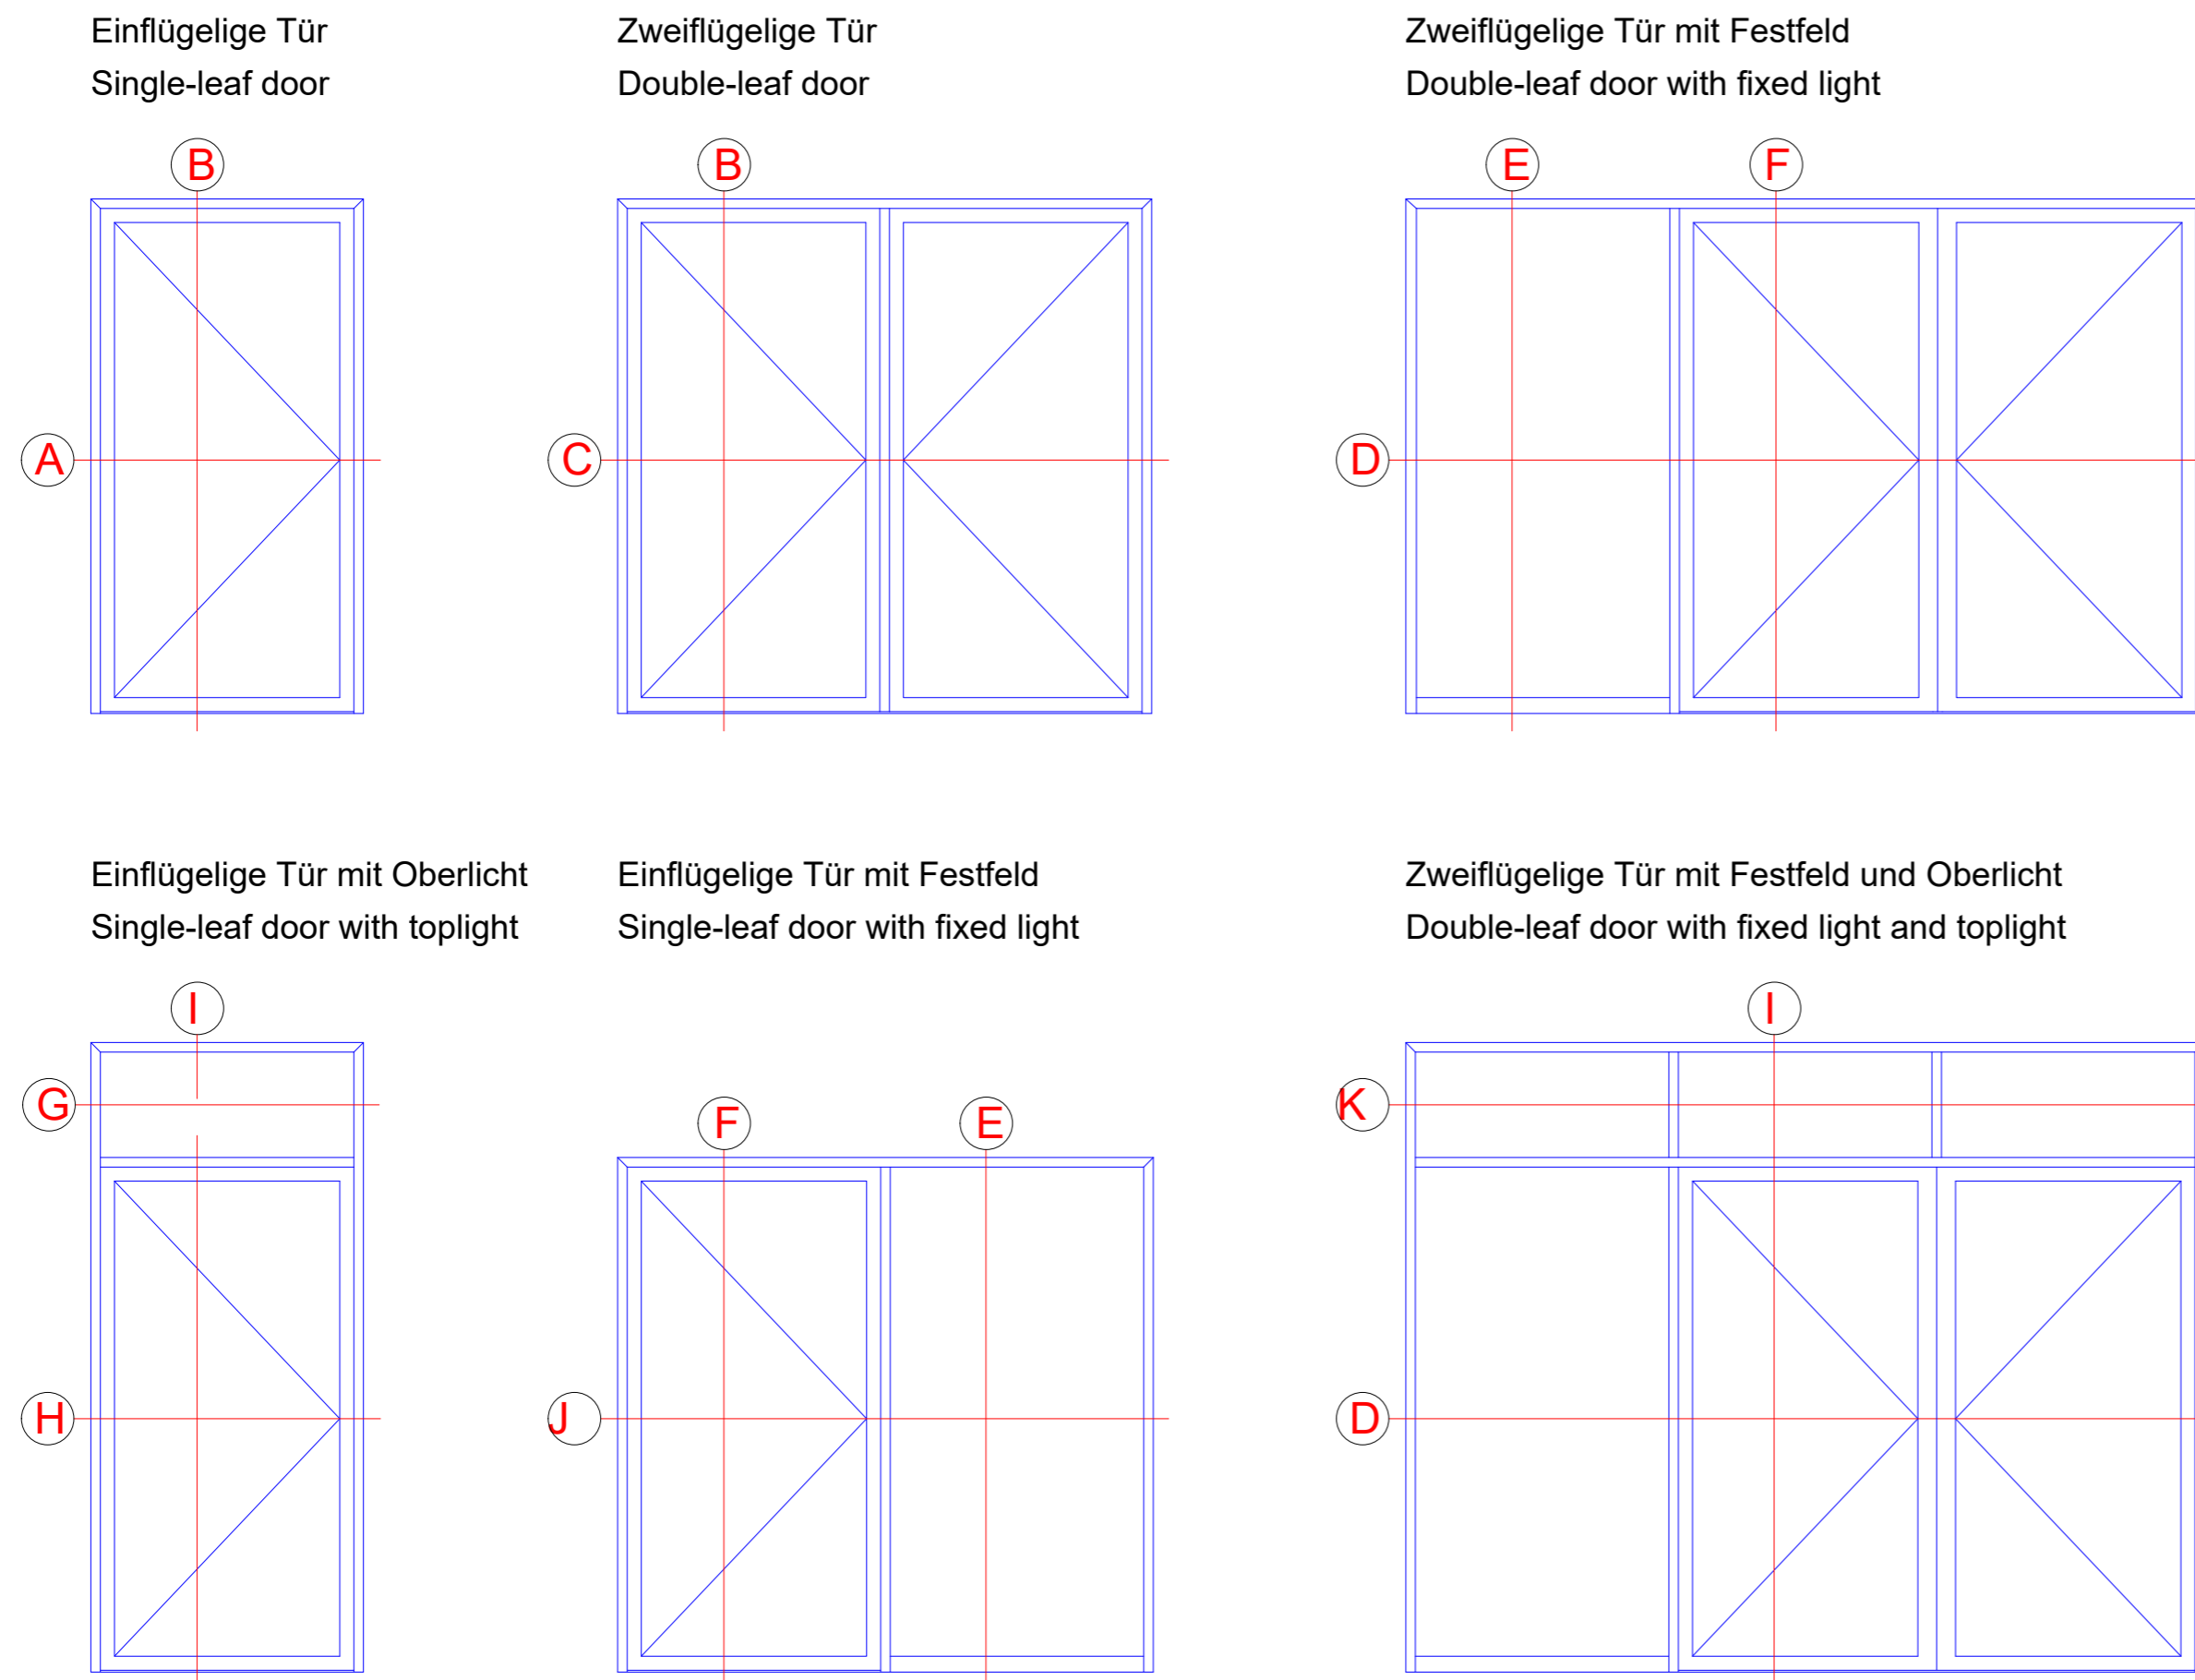 Einflügelige Tür
Single-leaf door
Zweiflügelige Tür
Double-leaf door
Zweiflügelige Tür mit Festfeld
Double-leaf door with fixed light
B
B
E
F
A
C
D
Einflügelige Tür mit Oberlicht
Single-leaf door with toplight
Einflügelige Tür mit Festfeld
Single-leaf door with fixed light
Zweiflügelige Tür mit Festfeld und Oberlicht
Double-leaf door with fixed light and toplight
I
I
G
F
E
K
H
J
D